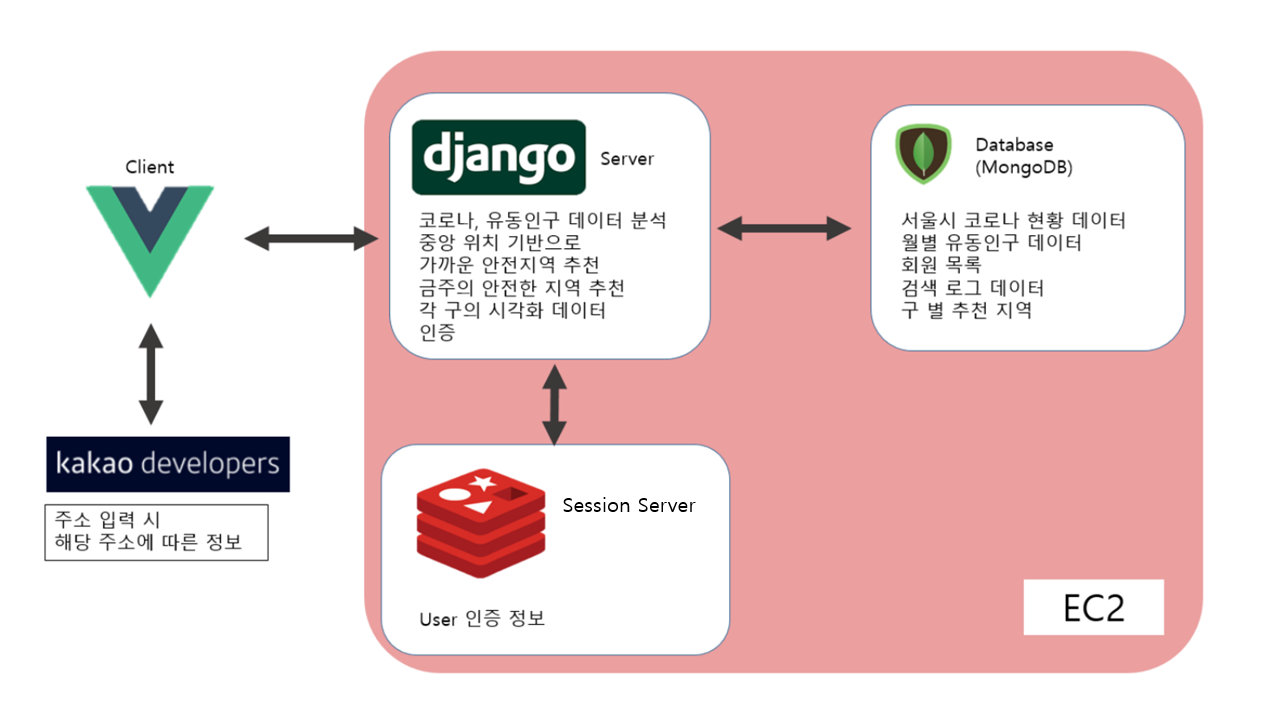 Client
django
Server
코로나, 유동인구 데이터 분석
중앙 위치 기반으로
가까운 안전지역 추천
금주의 안전한 지역 추천
각 구의 시각화 데이터
인증
Database
(MongoDB)
서울시 코로나 현황 데이터
월별 유동인구 데이터
회원 목록
검색 로그 데이터
구 별 추천 지역
kakao developers
주소 입력 시
해당 주소에 따른 정보
Session Server
User 인증 정보
EC2